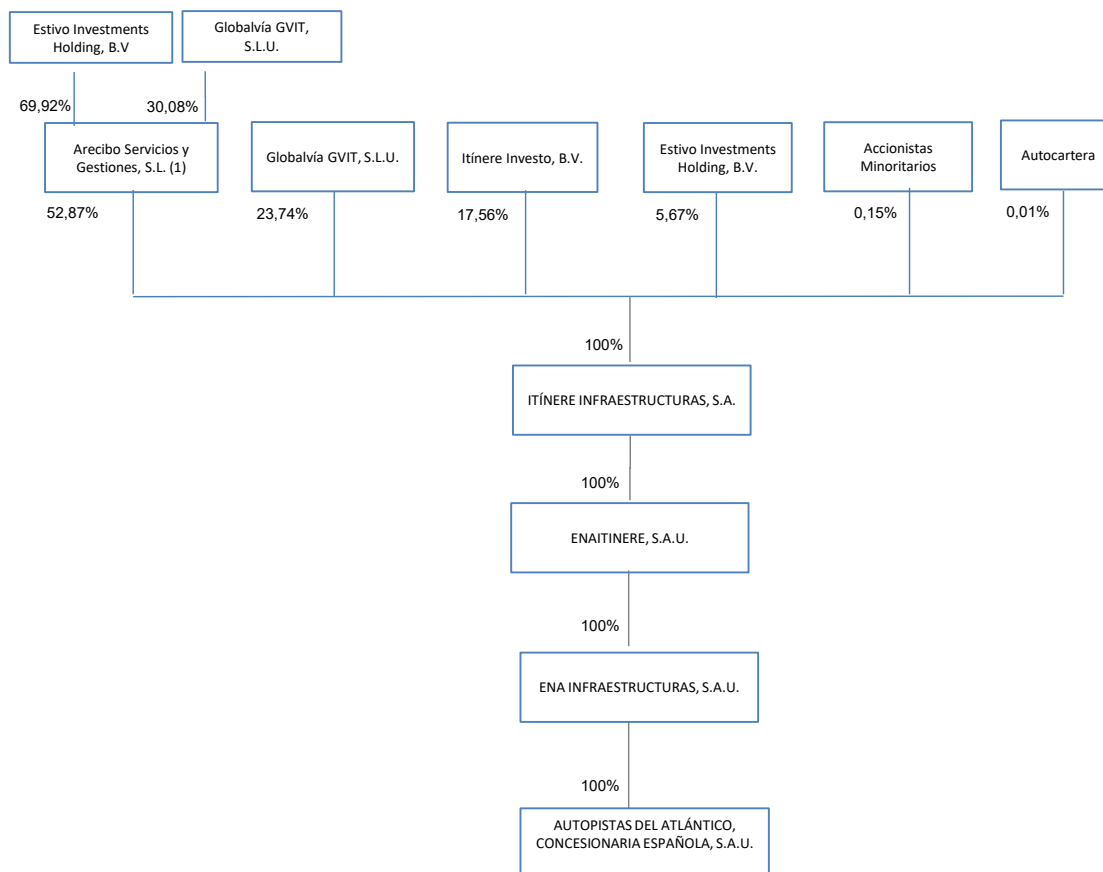 Estivo Investments
Holding, B.V
Globalvía GVIT,
S.L.U.
69,92%
30,08%
Arecibo Servicios y
Gestiones, S.L. (1)
Globalvía GVIT, S.L.U.
Itínere Investo, B.V.
Estivo Investments
Holding, B.V.
Accionistas
Minoritarios
Autocartera
52,87%
23,74%
17,56%
5,67%
0,15%
0,01%
100%
ITÍNERE INFRAESTRUCTURAS, S.A.
100%
ENAITINERE, S.A.U.
100%
ENA INFRAESTRUCTURAS, S.A.U.
100%
AUTOPISTAS DEL ATLÁNTICO,
CONCESIONARIA ESPAÑOLA, S.A.U.